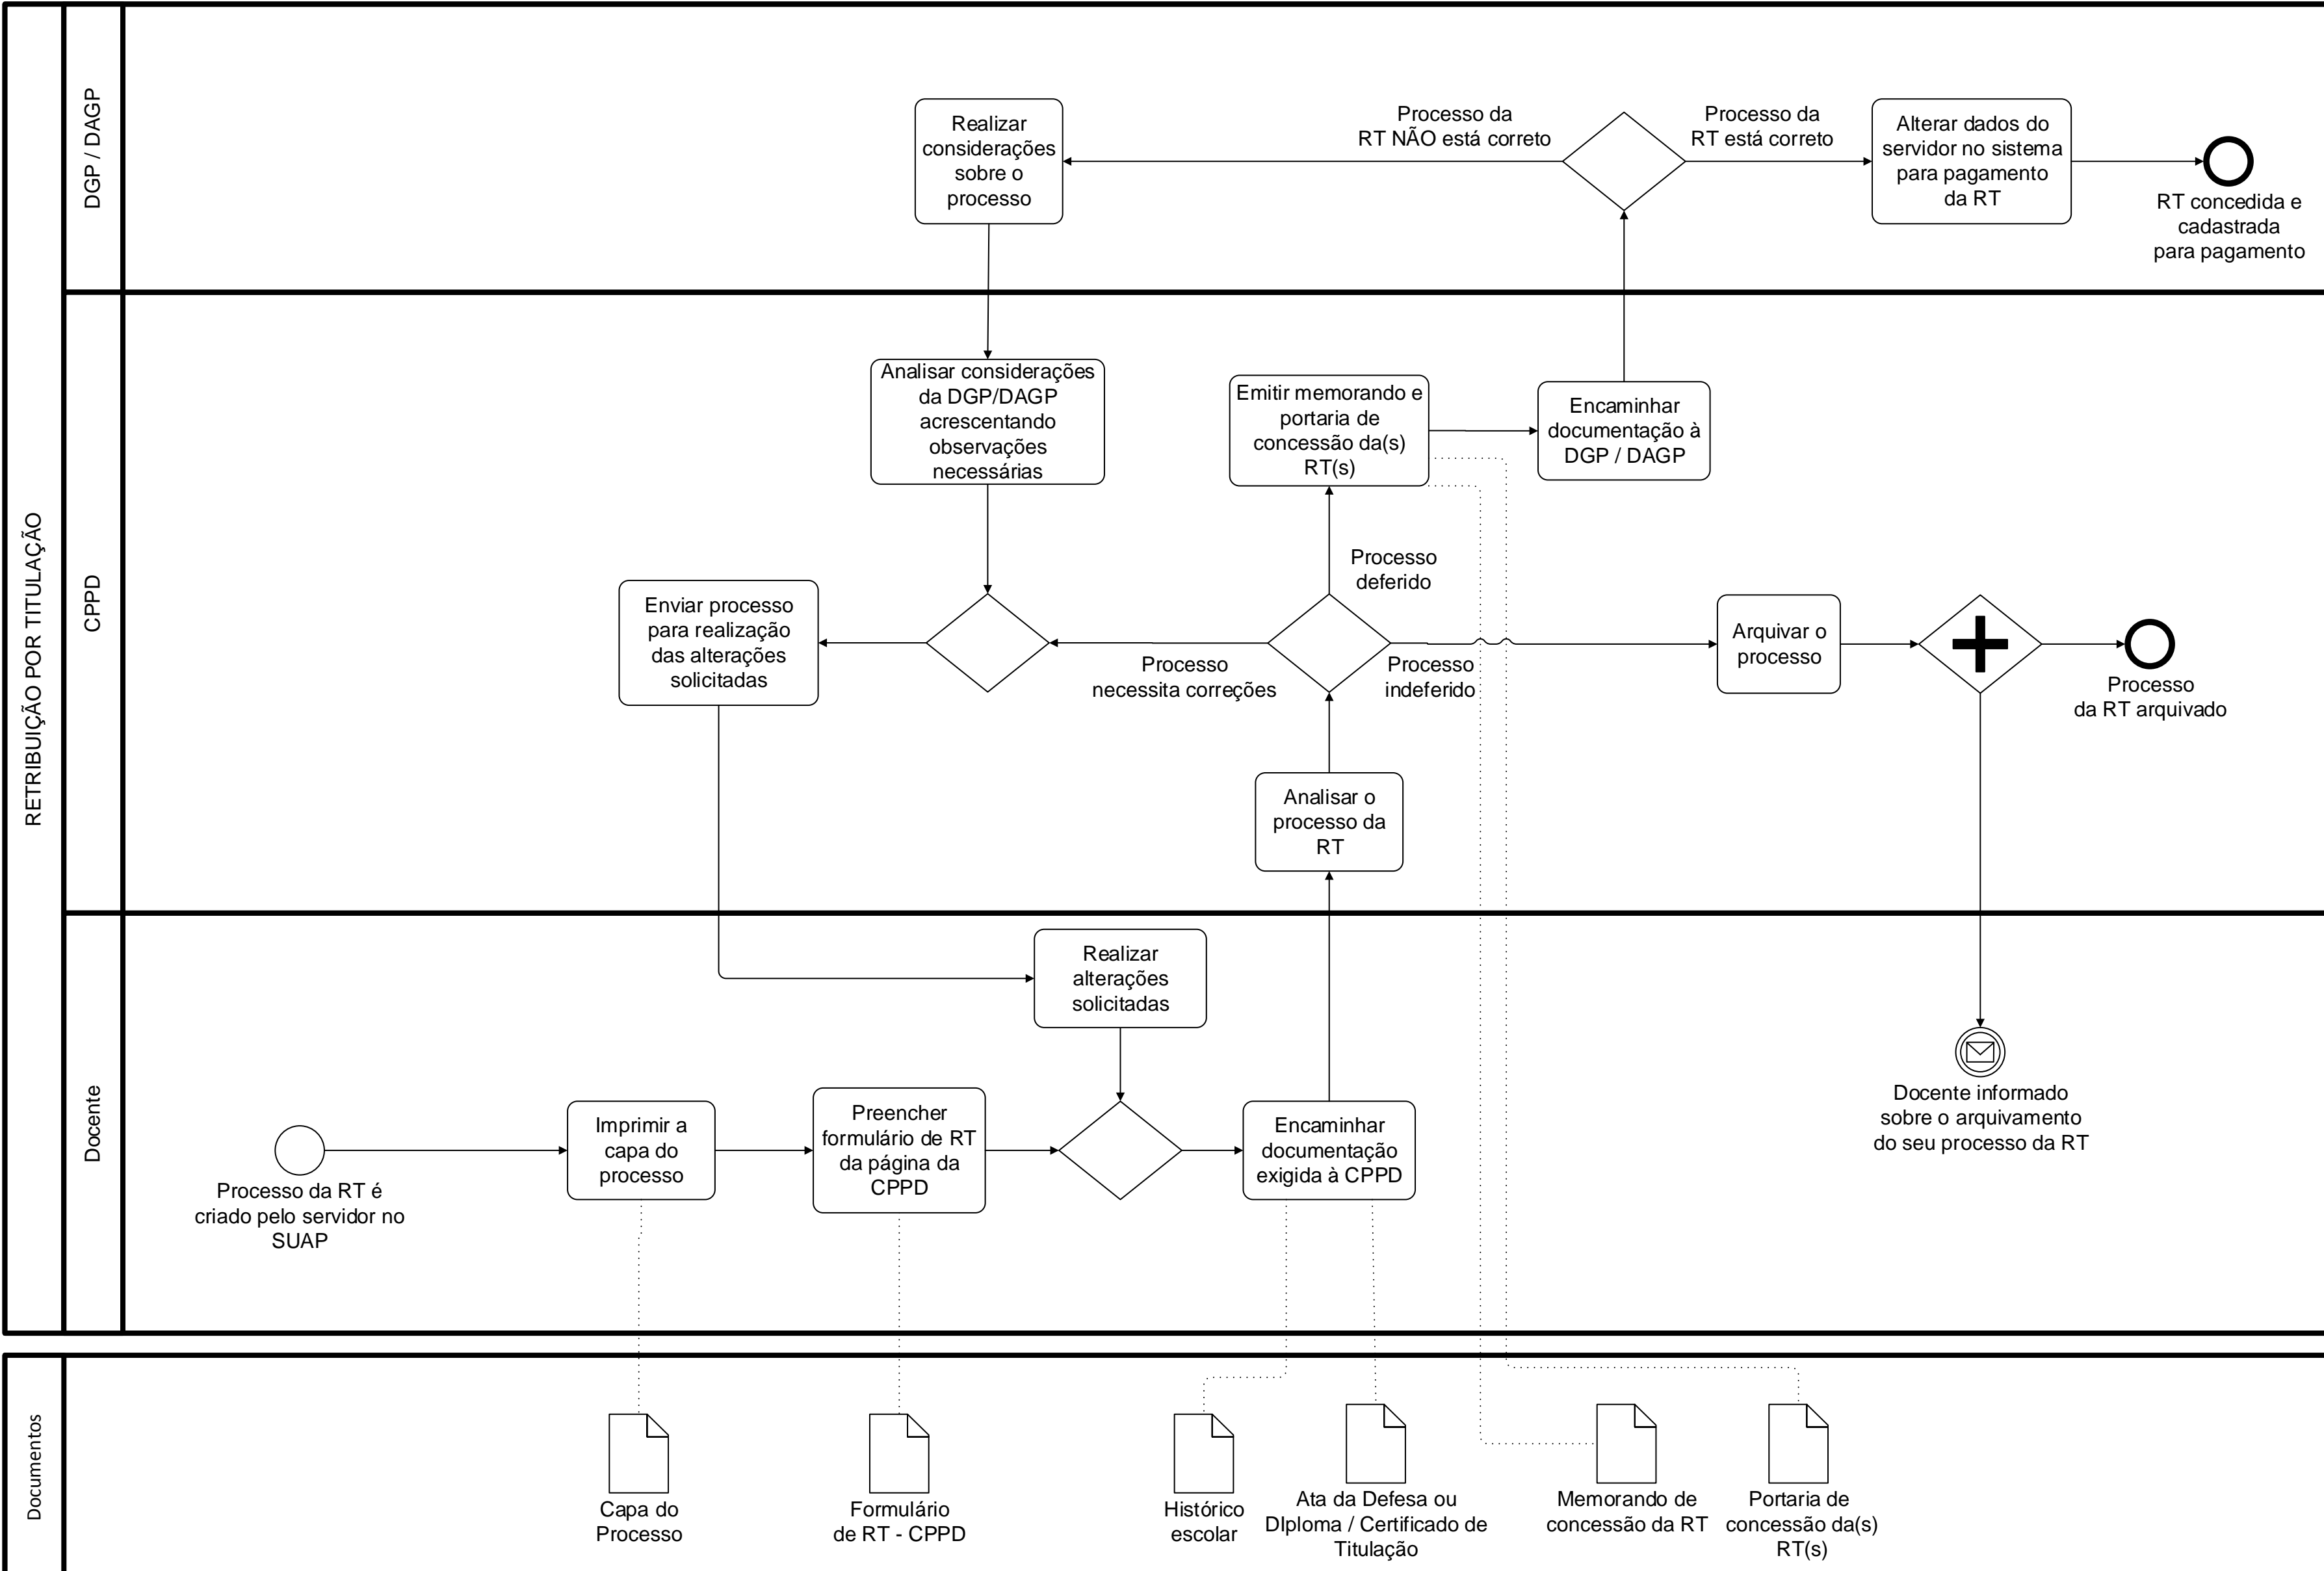 RETRIBUIÇÃO POR TITULAÇÃO
DGP / DAGP
Realizar
considerações
sobre o
processo
Processo da
RT NÃO está correto
Processo da
RT está correto
Alterar dados do
servidor no sistema
para pagamento
da RT
RT concedida e
cadastrada
para pagamento
CPPD
Analisar considerações
da DGP/DAGP
acrescentando
observações
necessárias
Emitir memorando e
portaria de
concessão da(s)
RT(s)
Encaminhar
documentação à
DGP / DAGP
Processo
deferido
Enviar processo
para realização
das alterações
solicitadas
Processo
necessita correções
Processo
indeferido
Arquivar o
processo
Processo
da RT arquivado
Analisar o
processo da
RT
Docente
Realizar
alterações
solicitadas
Docente informado
sobre o arquivamento
do seu processo da RT
Processo da RT é
criado pelo servidor no
SUAP
Imprimir a
capa do
processo
Preencher
formulário de RT
da página da
CPPD
Encaminhar
documentação
exigida à CPPD
Documentos
Capa do
Processo
Formulário
de RT - CPPD
Histórico
escolar
Ata da Defesa ou
DIploma / Certificado de
Titulação
Memorando de
concessão da RT
Portaria de
concessão da(s)
RT(s)